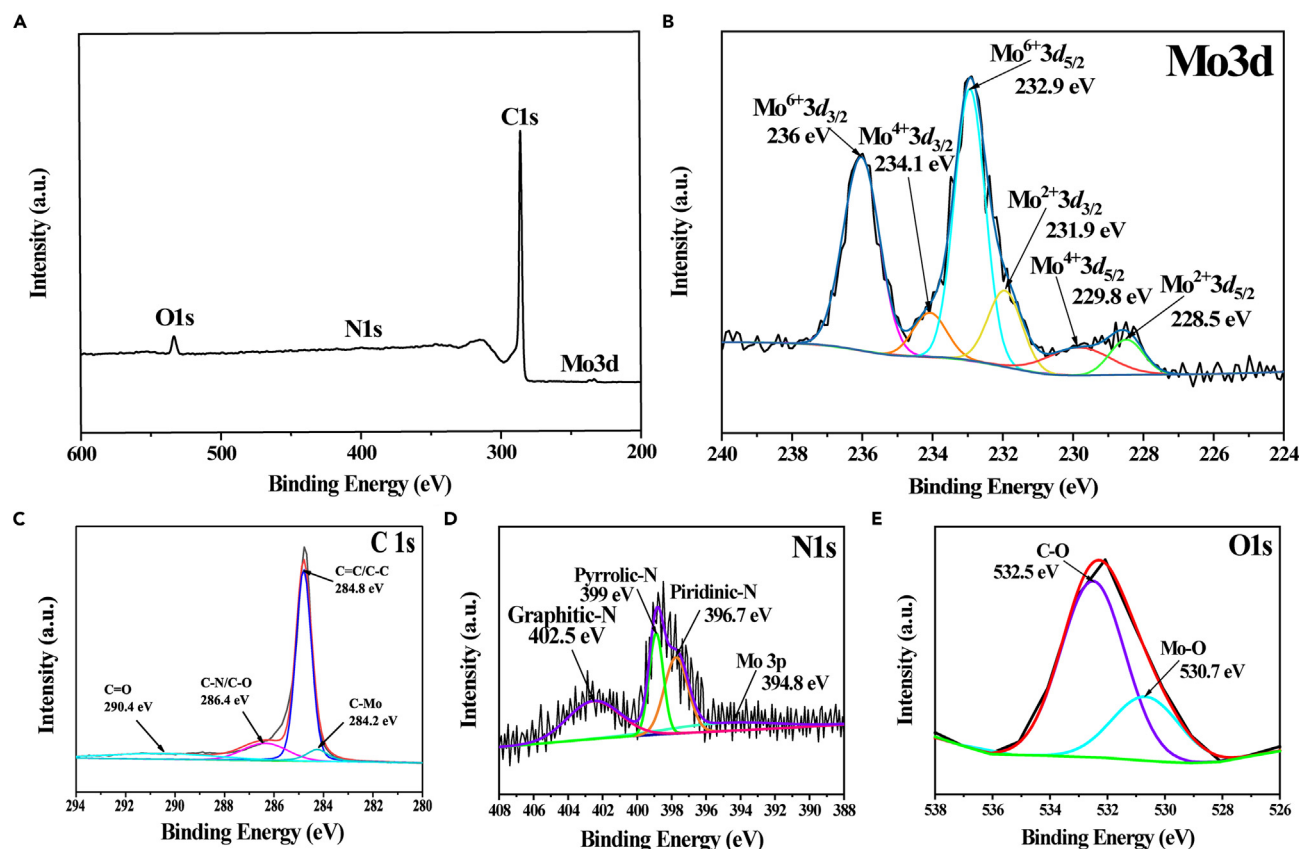 A
Intensity (a.u.)
O1s
N1s
C1s
Mo3d
600 500 400 300 200
Binding Energy (eV)
B
Mo3d
Intensity (a.u.)
Mo6+3d5/2
232.9 eV
Mo6+3d3/2
236 eV
Mo4+3d3/2
234.1 eV
Mo2+3d3/2
231.9 eV
Mo4+3d5/2
229.8 eV
Mo2+3d5/2
228.5 eV
240 238 236 234 232 230 228 226 224
Binding Energy (eV)
C
C 1s
Intensity (a.u.)
C=C/C-C
284.8 eV
C=O
290.4 eV
C-N/C-O
286.4 eV
C-Mo
284.2 eV
294 292 290 288 286 284 282 280
Binding Energy (eV)
D
N1s
Intensity (a.u.)
Pyrrolic-N
399 eV
Piridinic-N
396.7 eV
Graphitic-N
402.5 eV
Mo 3p
394.8 eV
408 406 404 402 400 398 396 394 392 390 388
Binding Energy (eV)
E
O1s
Intensity (a.u.)
C-O
532.5 eV
Mo-O
530.7 eV
538 536 534 532 530 528 526
Binding Energy (eV)